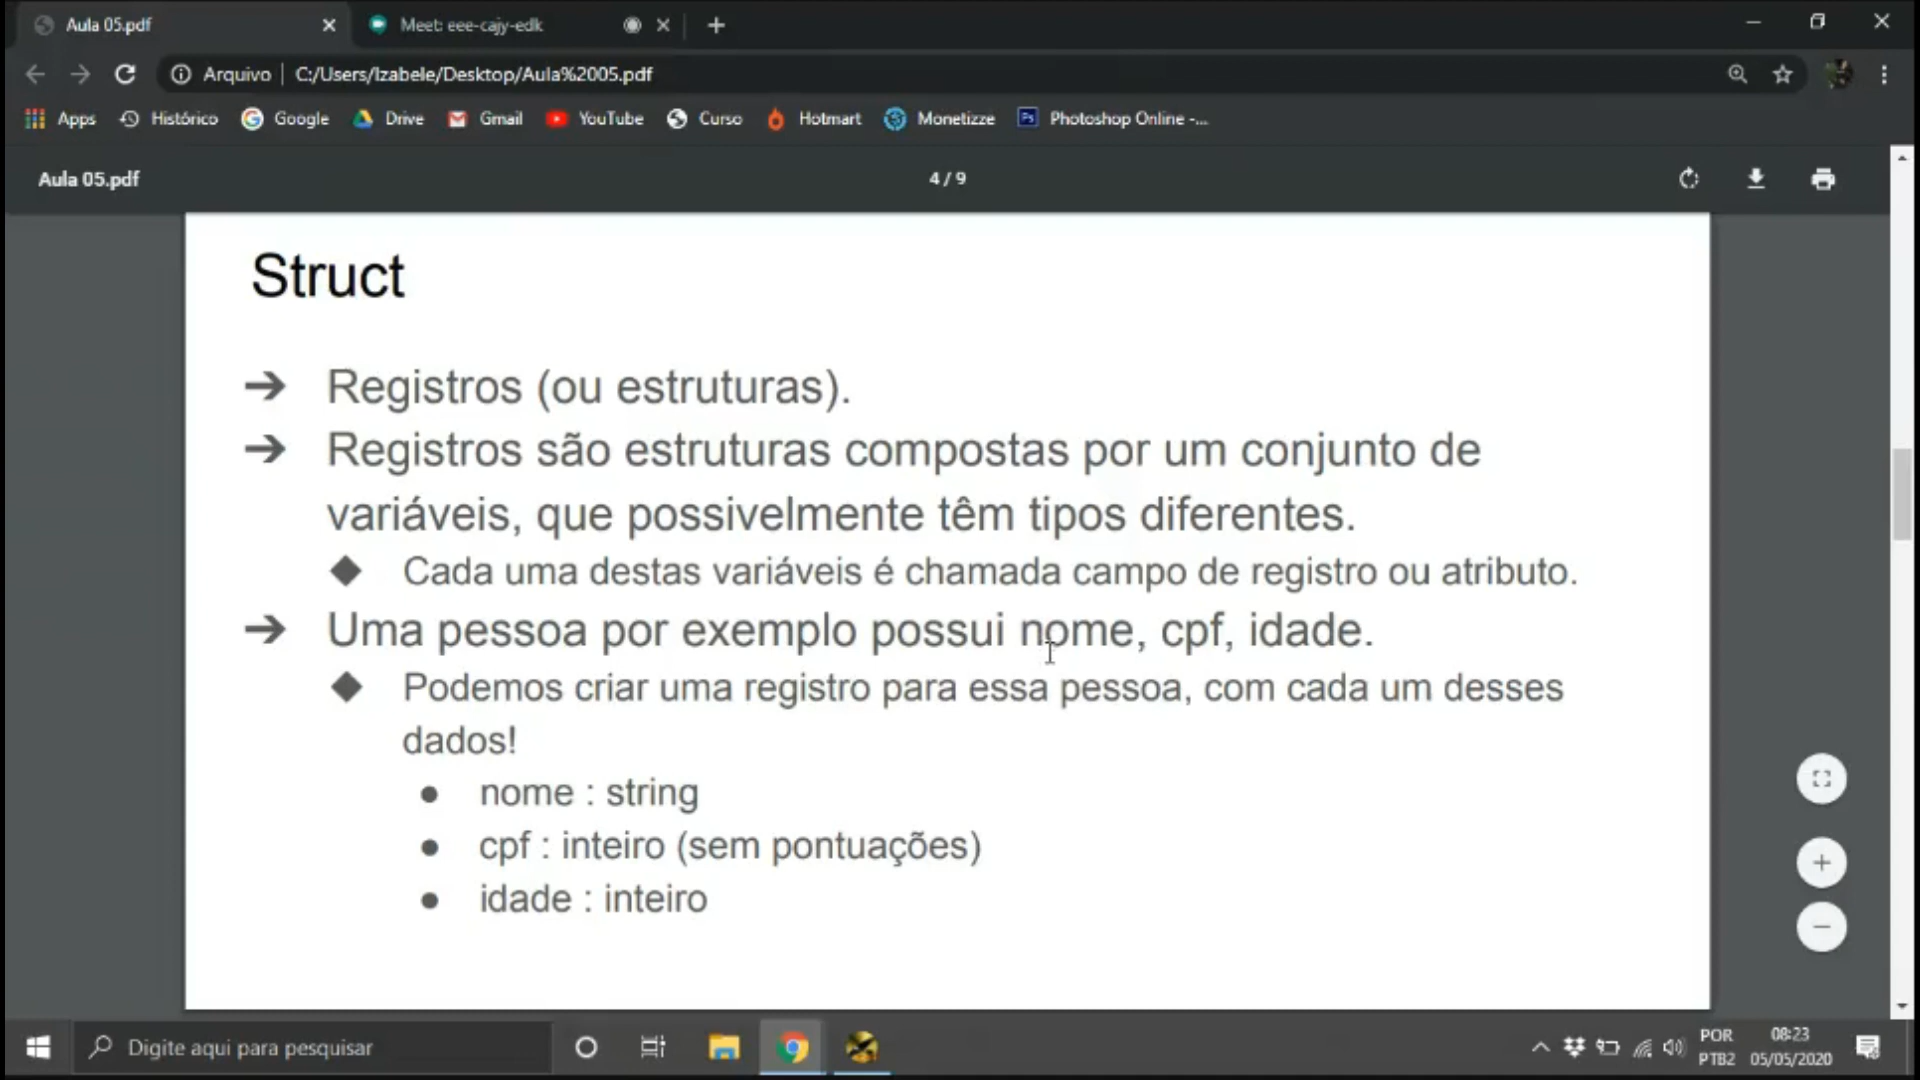 Aula 05.pdf
Meet: eee-cajy-edk
Arquivo
C:/Users/Izabele/Desktop/Aula%2005.pdf
Apps
Histórico
Google
Drive
Gmail
YouTube
Curso
Hotmart
Monetizze
Ps
Photoshop Online -...
Aula 05.pdf
4 / 9
Struct
➔ Registros (ou estruturas).
➔ Registros são estruturas compostas por um conjunto de
variáveis, que possivelmente têm tipos diferentes.
◆ Cada uma destas variáveis é chamada campo de registro ou atributo.
➔ Uma pessoa por exemplo possui nome, cpf, idade.
◆ Podemos criar uma registro para essa pessoa, com cada um desses
dados!
● nome : string
● cpf : inteiro (sem pontuações)
● idade : inteiro
Digite aqui para pesquisar
POR
PTB2
08:23
05/05/2020